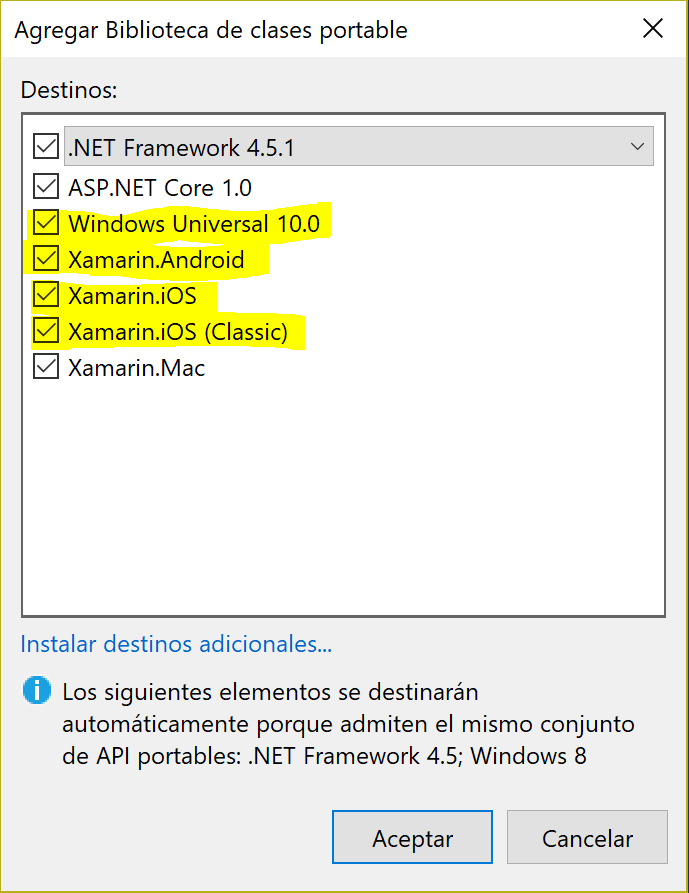 Agregar Biblioteca de clases portable
Destinos:
.NET Framework 4.5.1
ASP.NET Core 1.0
Windows Universal 10.0
Xamarin.Android
Xamarin.iOS
Xamarin.iOS (Classic)
Xamarin.Mac
Instalar destinos adicionales...
Los siguientes elementos se destinarán
automáticamente porque admiten el mismo conjunto
de API portables: .NET Framework 4.5; Windows 8
Aceptar
Cancelar